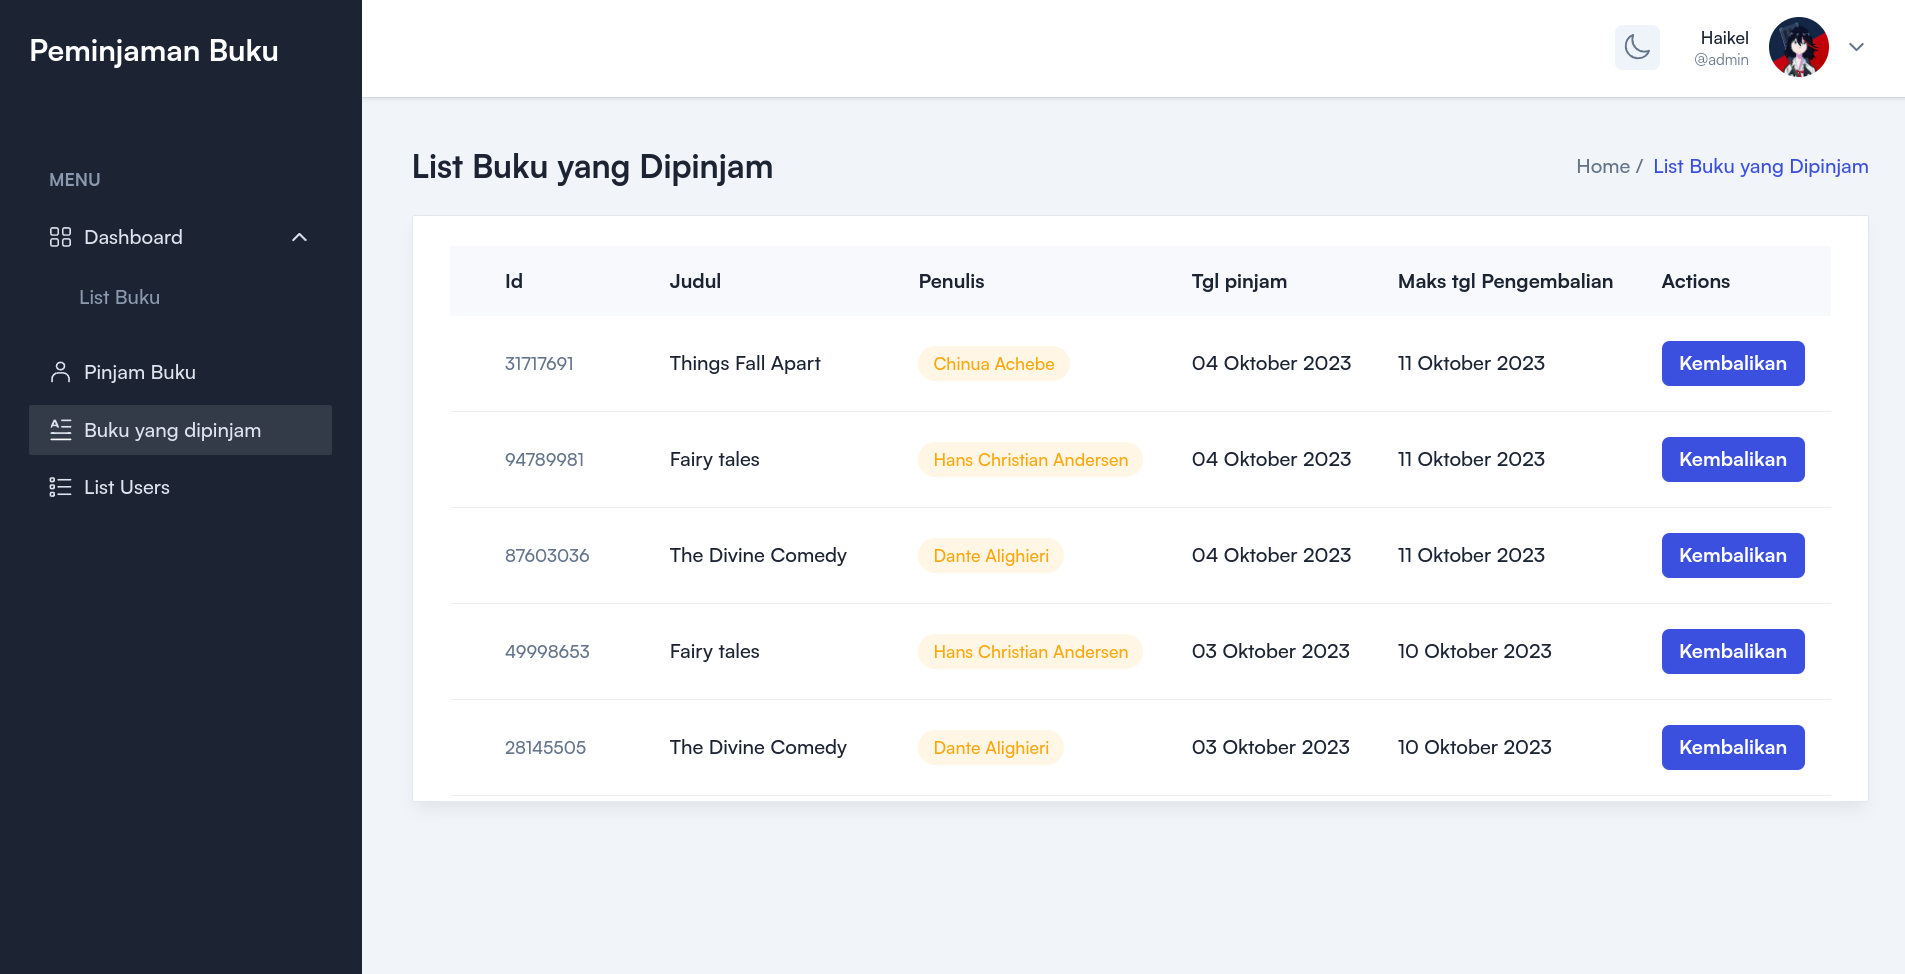 Peminjaman Buku
Haikel
@admin
MENU
Dashboard
List Buku
Pinjam Buku
Buku yang dipinjam
List Users
List Buku yang Dipinjam
Home / List Buku yang Dipinjam
Id Judul Penulis Tgl pinjam Maks tgl Pengembalian Actions
31717691 Things Fall Apart Chinua Achebe 04 Oktober 2023 11 Oktober 2023 Kembalikan
94789981 Fairy tales Hans Christian Andersen 04 Oktober 2023 11 Oktober 2023 Kembalikan
87603036 The Divine Comedy Dante Alighieri 04 Oktober 2023 11 Oktober 2023 Kembalikan
49998653 Fairy tales Hans Christian Andersen 03 Oktober 2023 10 Oktober 2023 Kembalikan
28145505 The Divine Comedy Dante Alighieri 03 Oktober 2023 10 Oktober 2023 Kembalikan